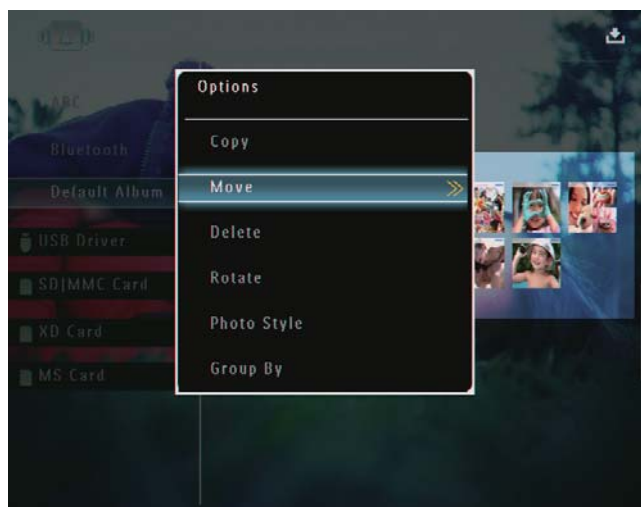 Options
Copy
Move
Delete
Rotate
Photo Style
Group By
ABC
Bluetooth
Default Album
USB Driver
SD|MMC Card
XD Card
MS Card